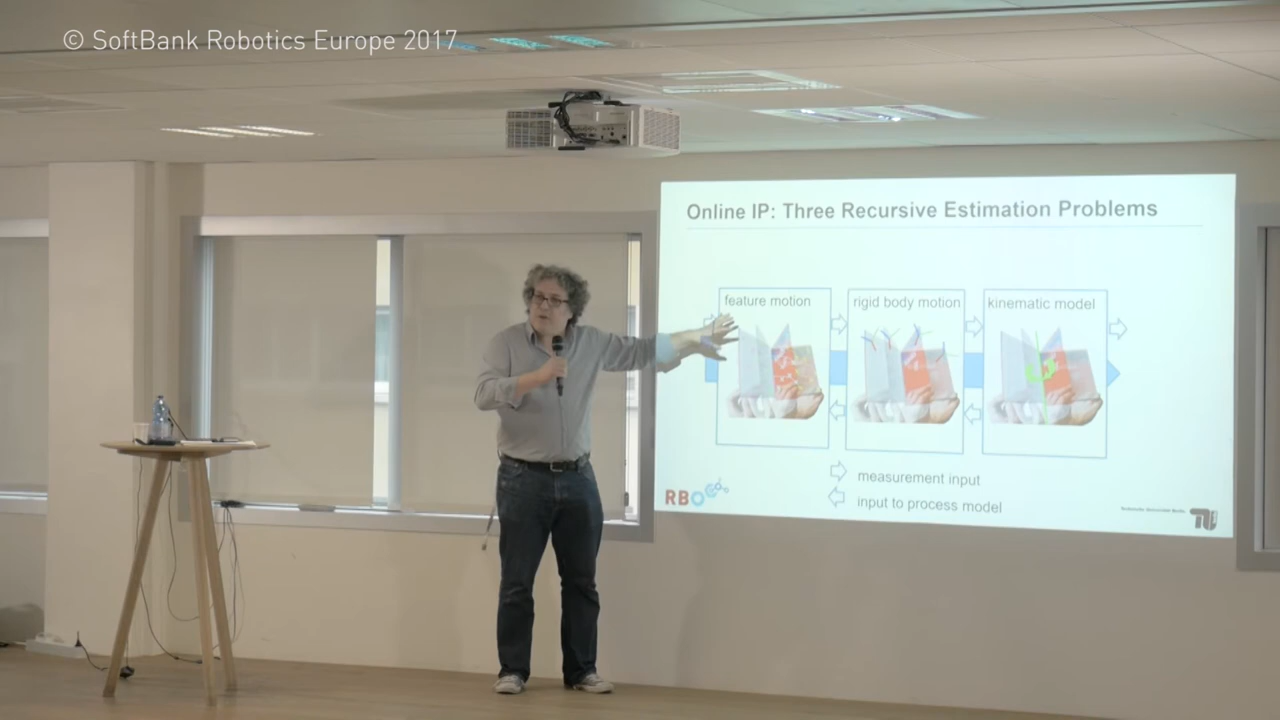 © SoftBank Robotics Europe 2017
Online IP: Three Recursive Estimation Problems
feature motion
rigid body motion
kinematic model
measurement input
input to process model
RBO